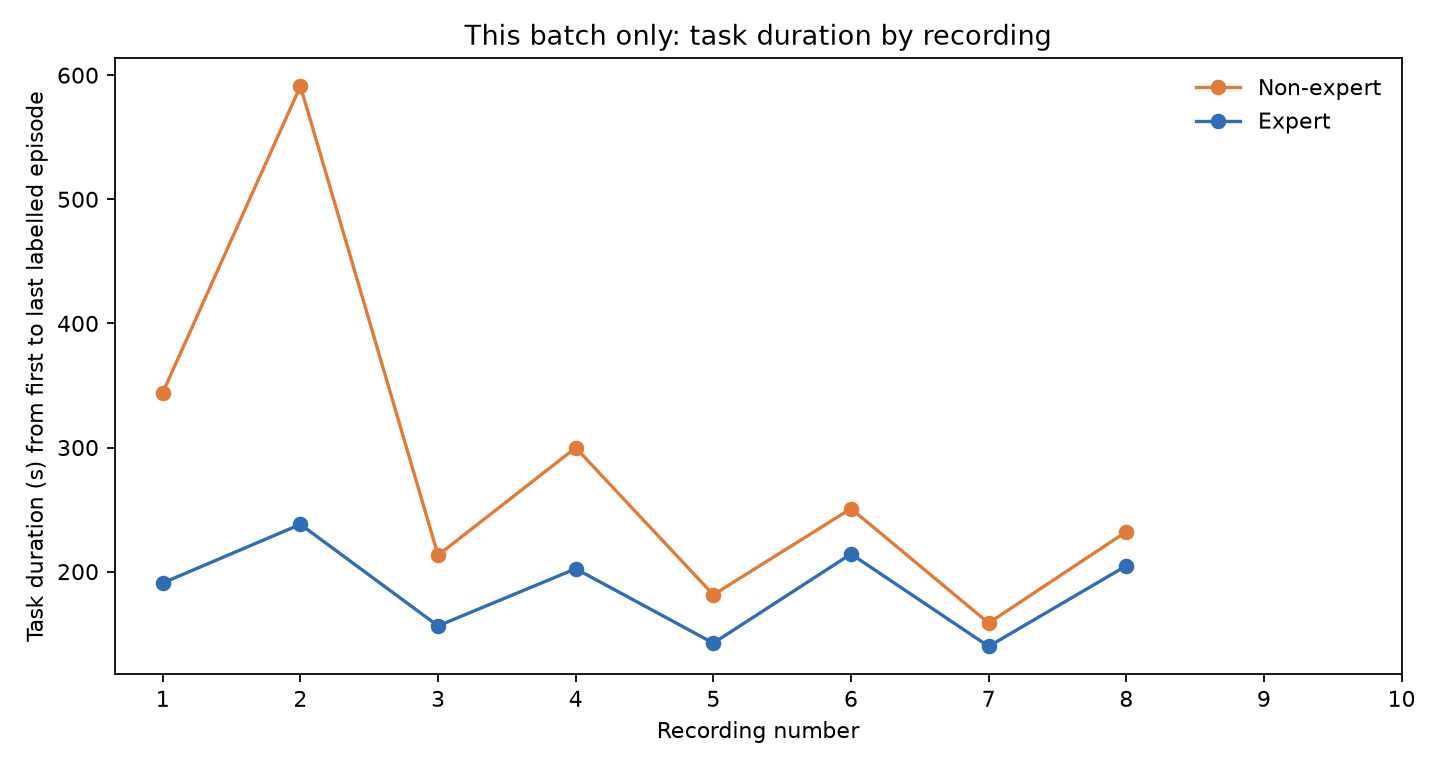 This batch only: task duration by recording
Non-expert
Expert
Task duration (s) from first to last labelled episode
600
500
400
300
200
1 2 3 4 5 6 7 8 9 10
Recording number